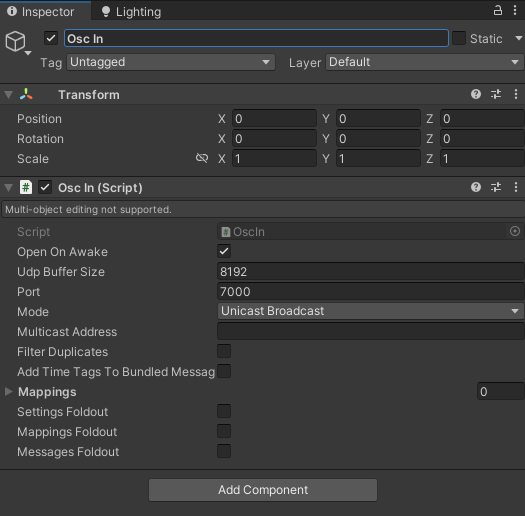 Inspector Lighting
Osc In Static
Tag Untagged Layer Default
Transform
Position X 0 Y 0 Z 0
Rotation X 0 Y 0 Z 0
Scale X 1 Y 1 Z 1
# Osc In (Script)
Multi-object editing not supported.
Script # OscIn
Open On Awake
Udp Buffer Size 8192
Port 7000
Mode Unicast Broadcast
Multicast Address
Filter Duplicates
Add Time Tags To Bundled Messag
Mappings 0
Settings Foldout
Mappings Foldout
Messages Foldout
Add Component